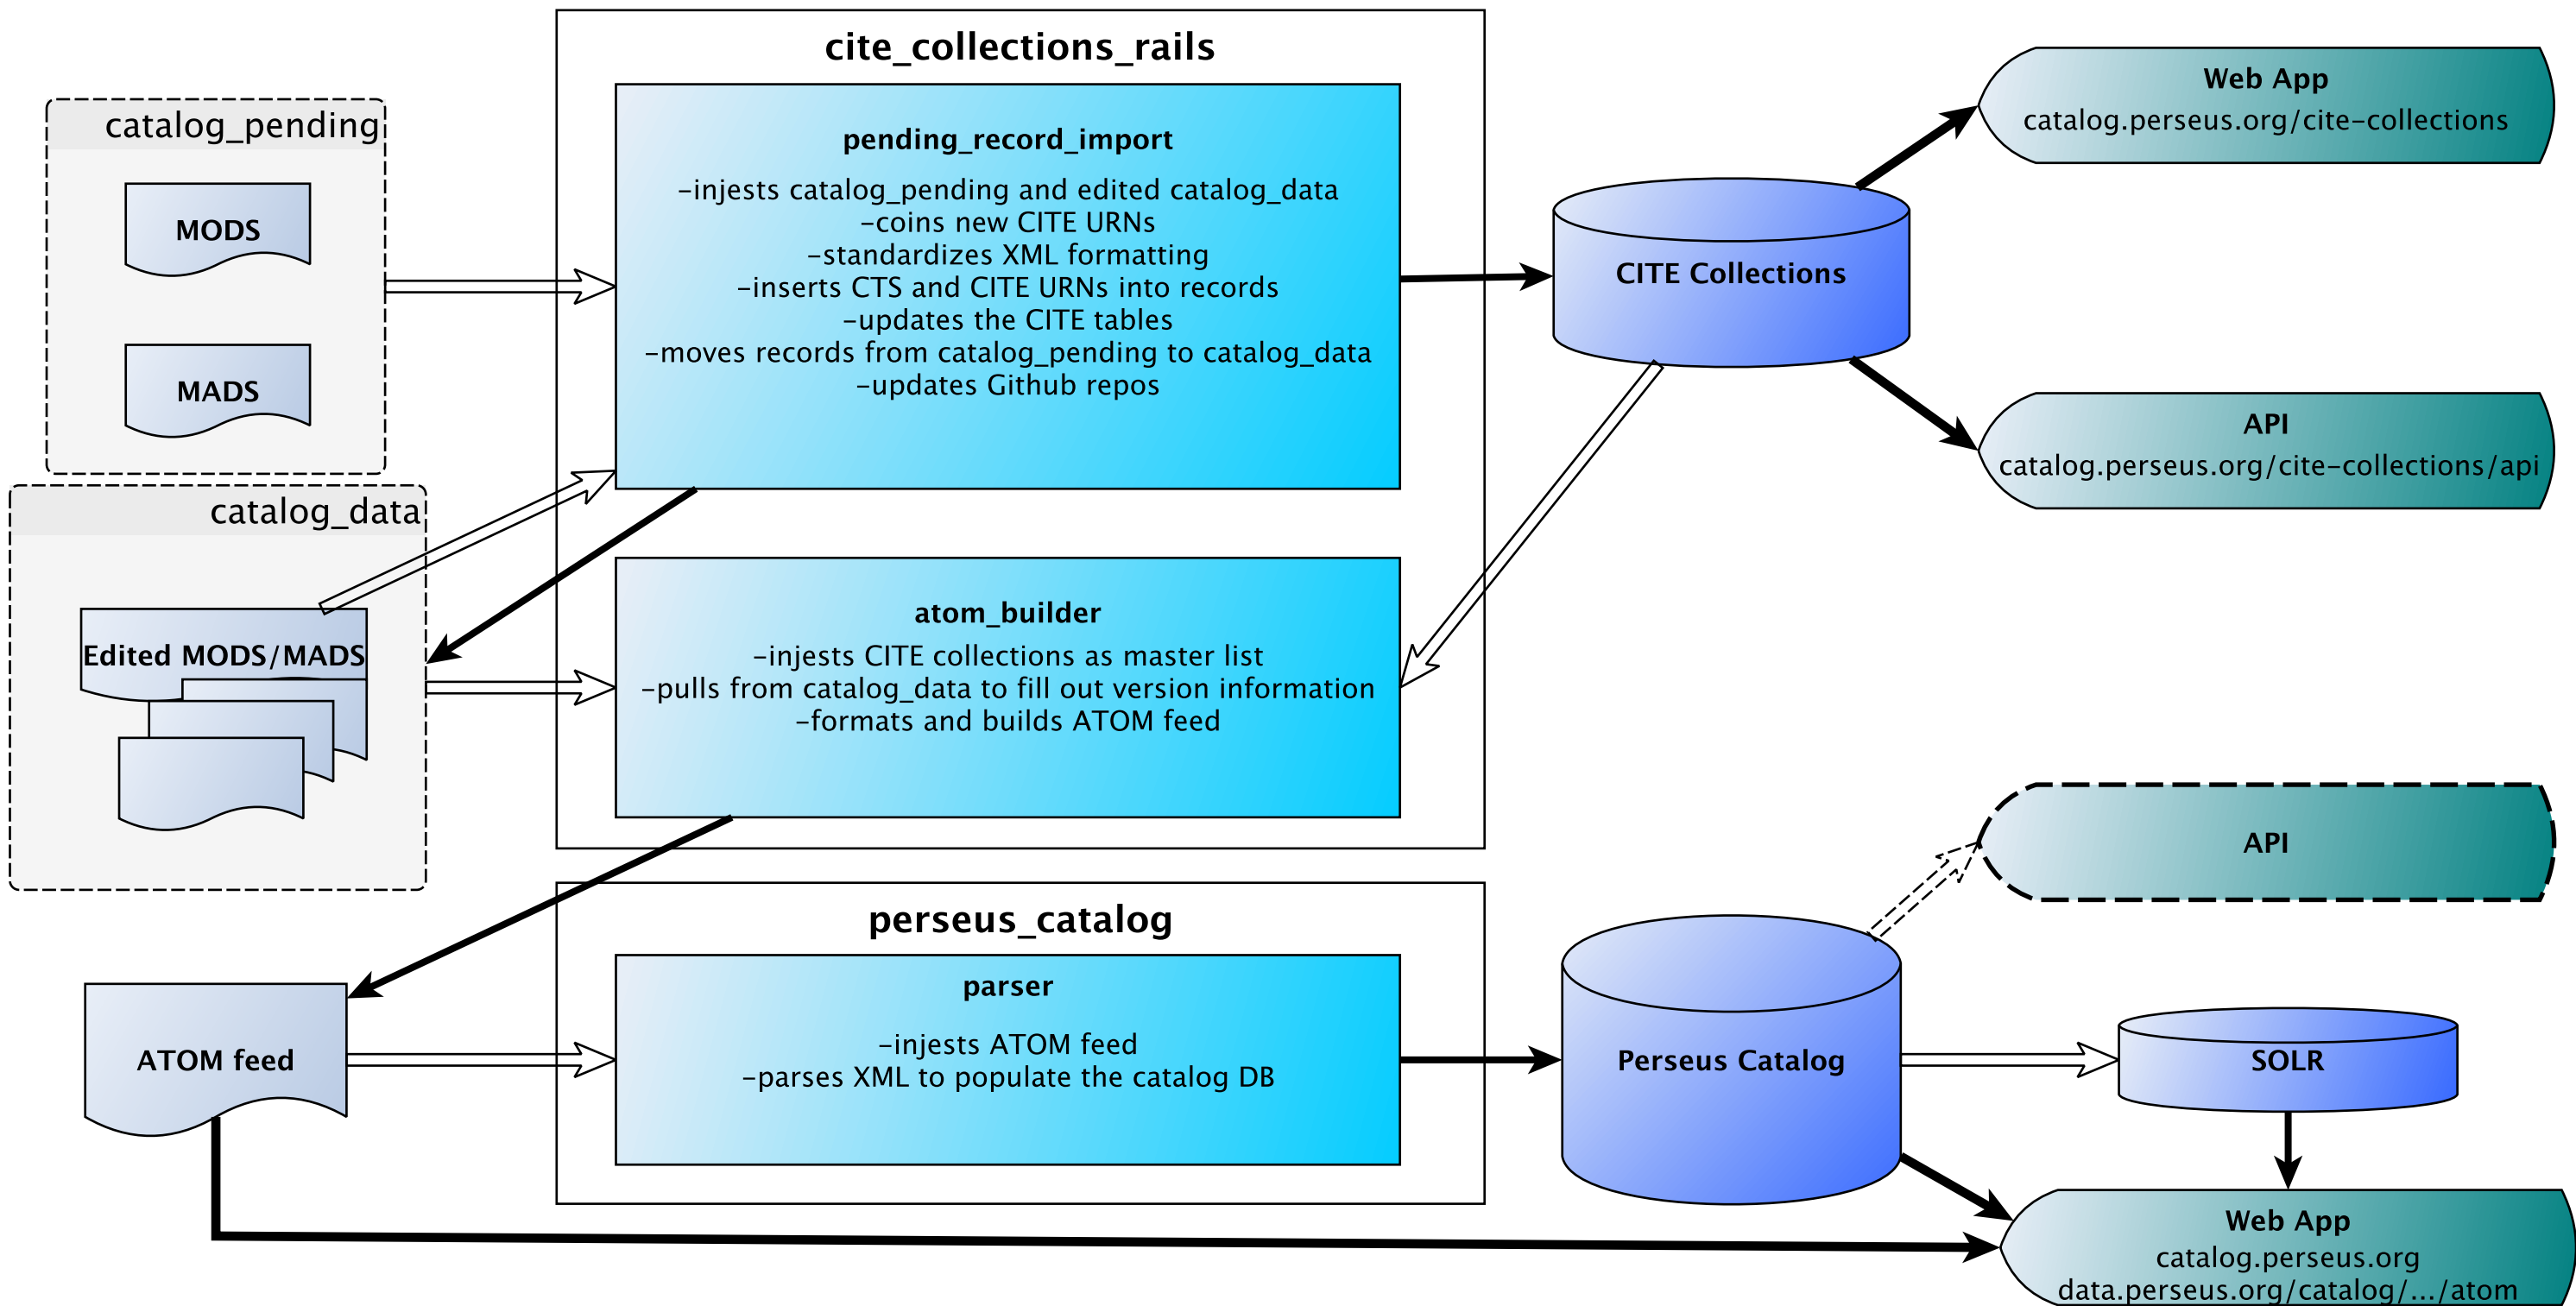 cite_collections_rails
catalog_pending
MODS
MADS
pending_record_import
-injests catalog_pending and edited catalog_data
-coins new CITE URNs
-standardizes XML formatting
-inserts CTS and CITE URNs into records
-updates the CITE tables
-moves records from catalog_pending to catalog_data
-updates Github repos
CITE Collections
Web App
catalog.perseus.org/cite-collections
API
catalog.perseus.org/cite-collections/api
catalog_data
Edited MODS/MADS
atom_builder
-injests CITE collections as master list
-pulls from catalog_data to fill out version information
-formats and builds ATOM feed
API
perseus_catalog
ATOM feed
parser
-injests ATOM feed
-parses XML to populate the catalog DB
Perseus Catalog
SOLR
Web App
catalog.perseus.org
data.perseus.org/catalog/.../atom